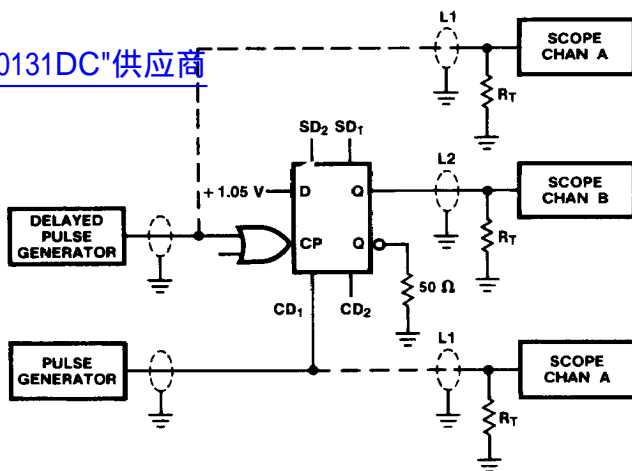 L1
SCOPE
CHAN A
0131DC"供应商
RT
SD2 SD1
L2
+ 1.05 V
D
Q
SCOPE
CHAN B
DELAYED
PULSE
GENERATOR
CP
Q
RT
50 Ω
CD1
CD2
L1
PULSE
GENERATOR
SCOPE
CHAN A
RT